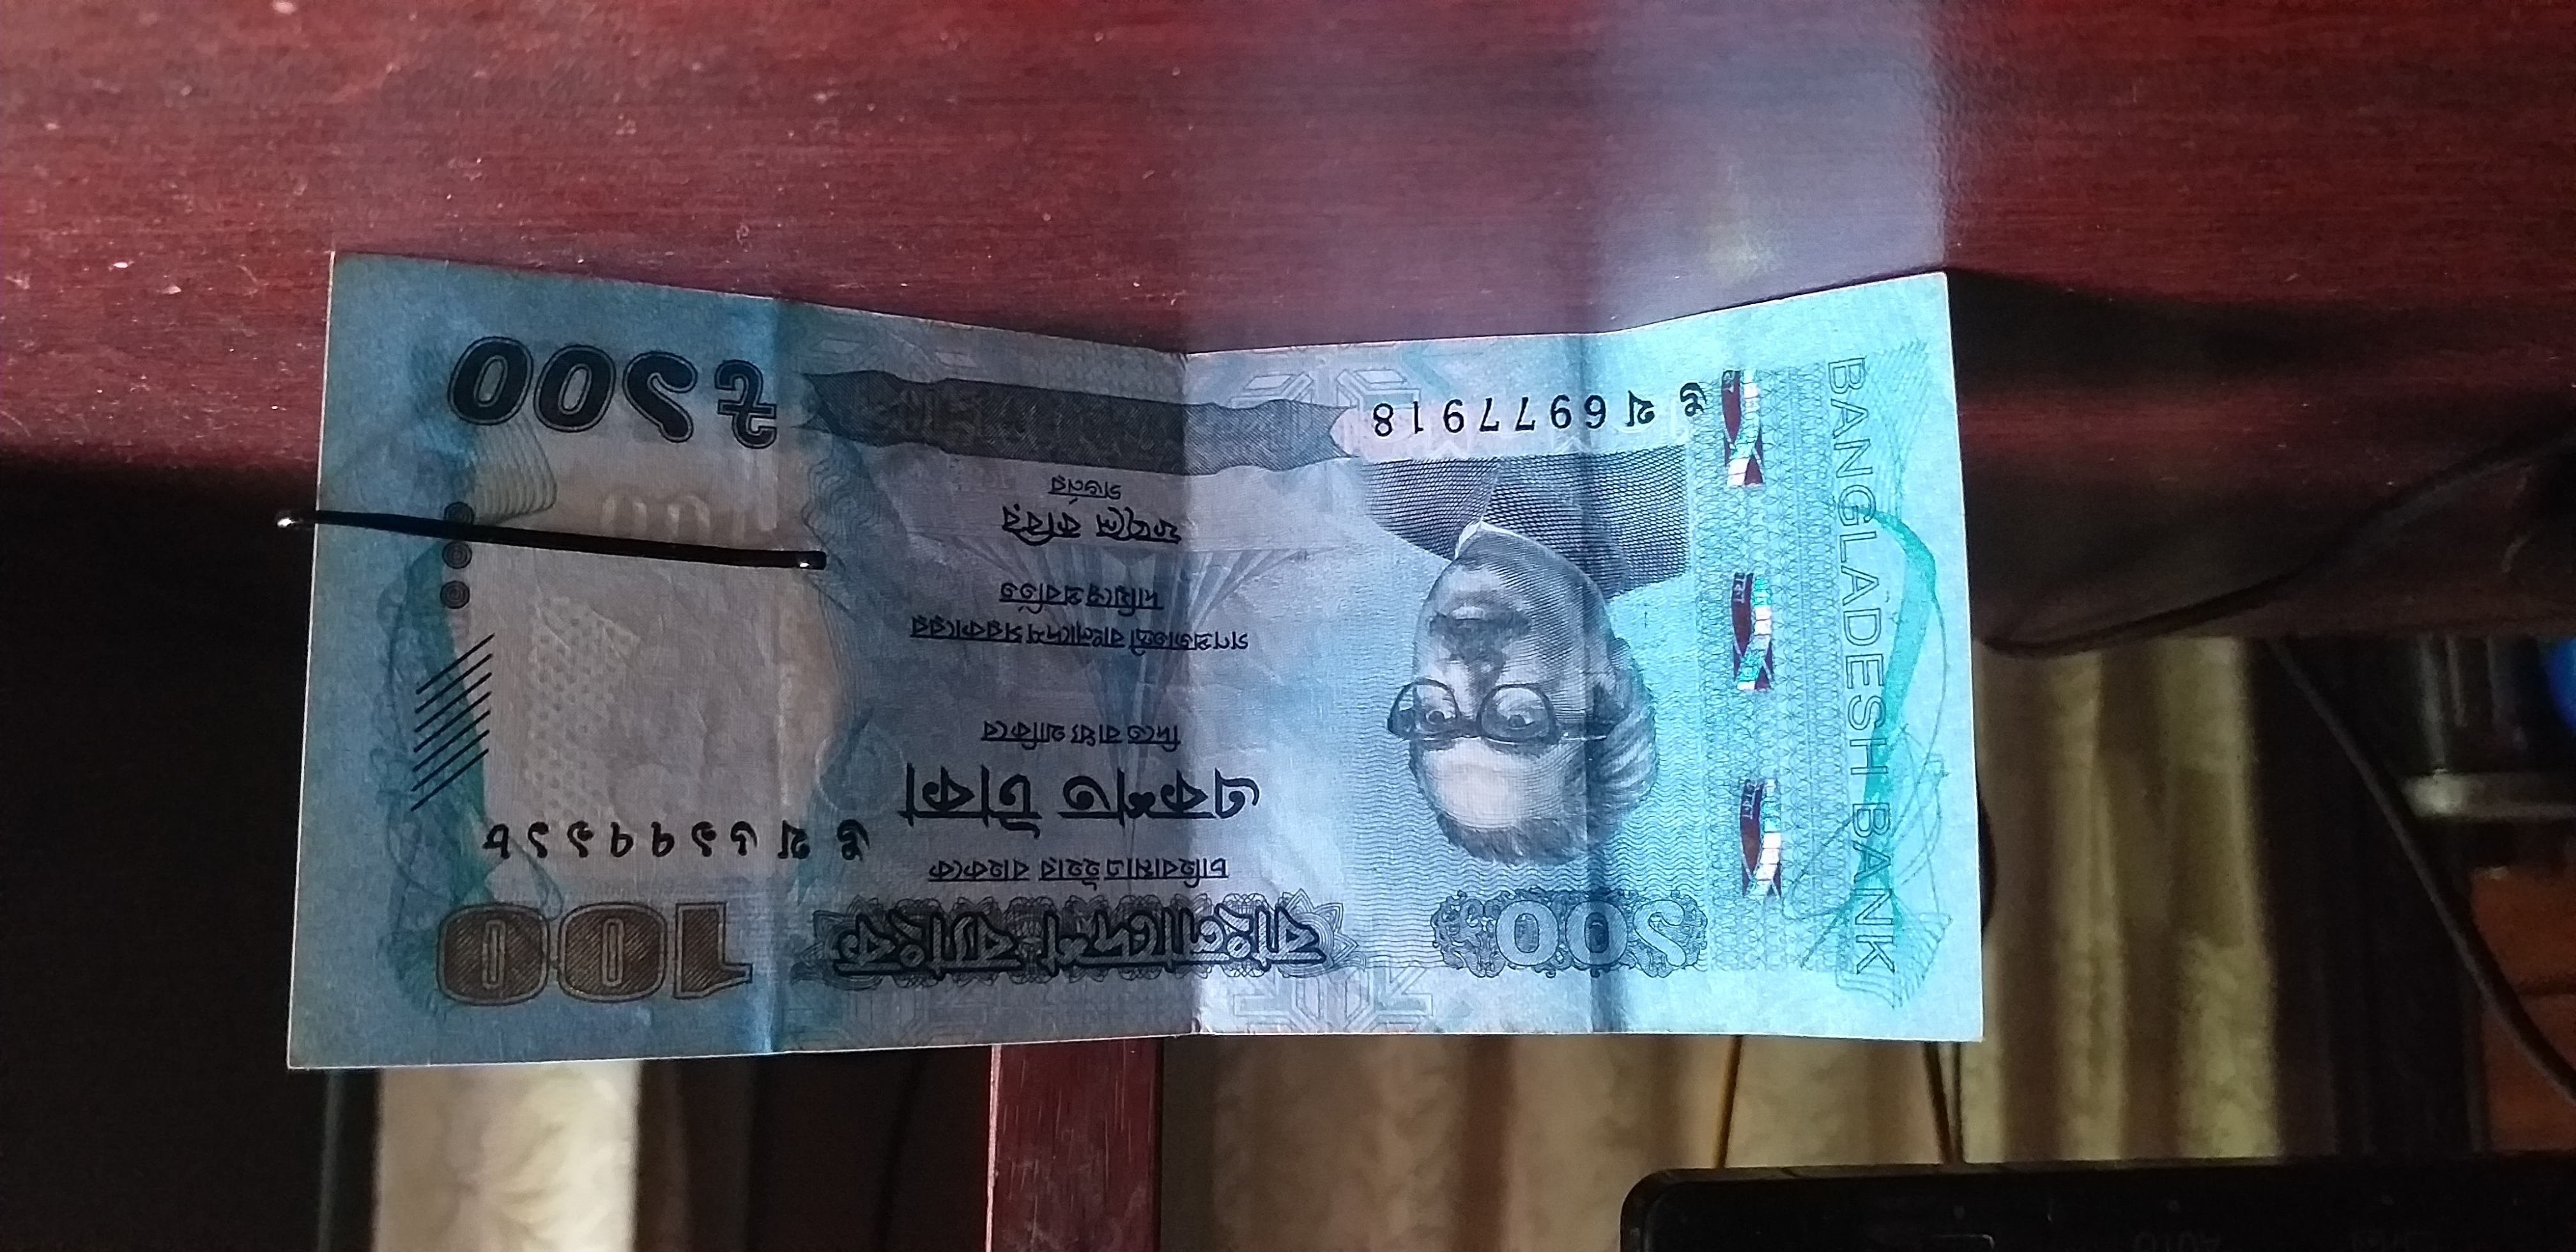 AUTO
BANGLADESH BANK
১০০
বাংলাদেশ ব্যাংক
100
চাহিবামাত্র ইহার বাহককে
ঙ থ ৬৯৭৭৯১৮
একশত টাকা
দিতে বাধ্য থাকিবে
গণপ্রজাতন্ত্রী বাংলাদেশ সরকারের
দায়িত্বে প্রবর্তিত
ফজলে কবির
গভর্নর
ঙ থ 6977918
৳১০০